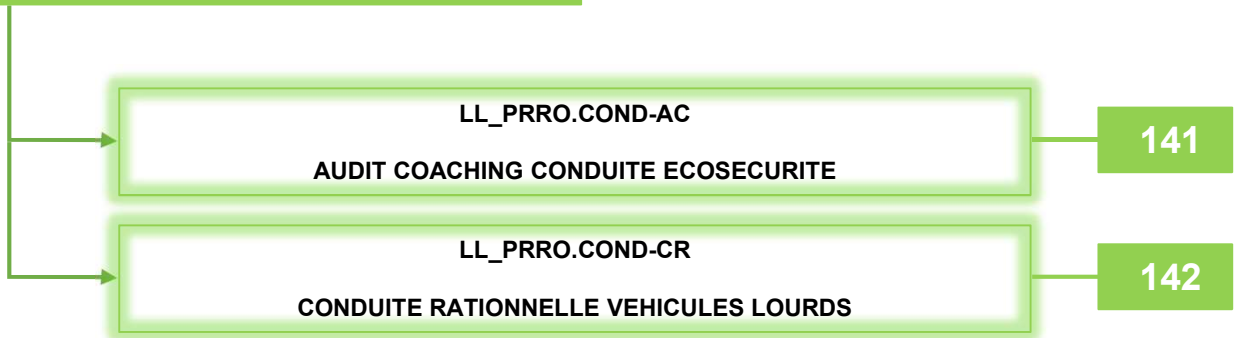 LL_PRRO.COND-AC
AUDIT COACHING CONDUITE ECOSECURITE
141
LL_PRRO.COND-CR
CONDUITE RATIONNELLE VEHICULES LOURDS
142